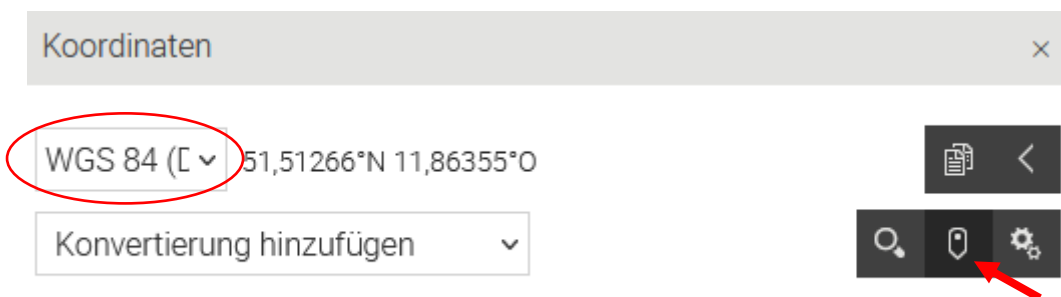 Koordinaten
WGS 84 (D 51,51266°N 11,86355°O
Konvertierung hinzufügen